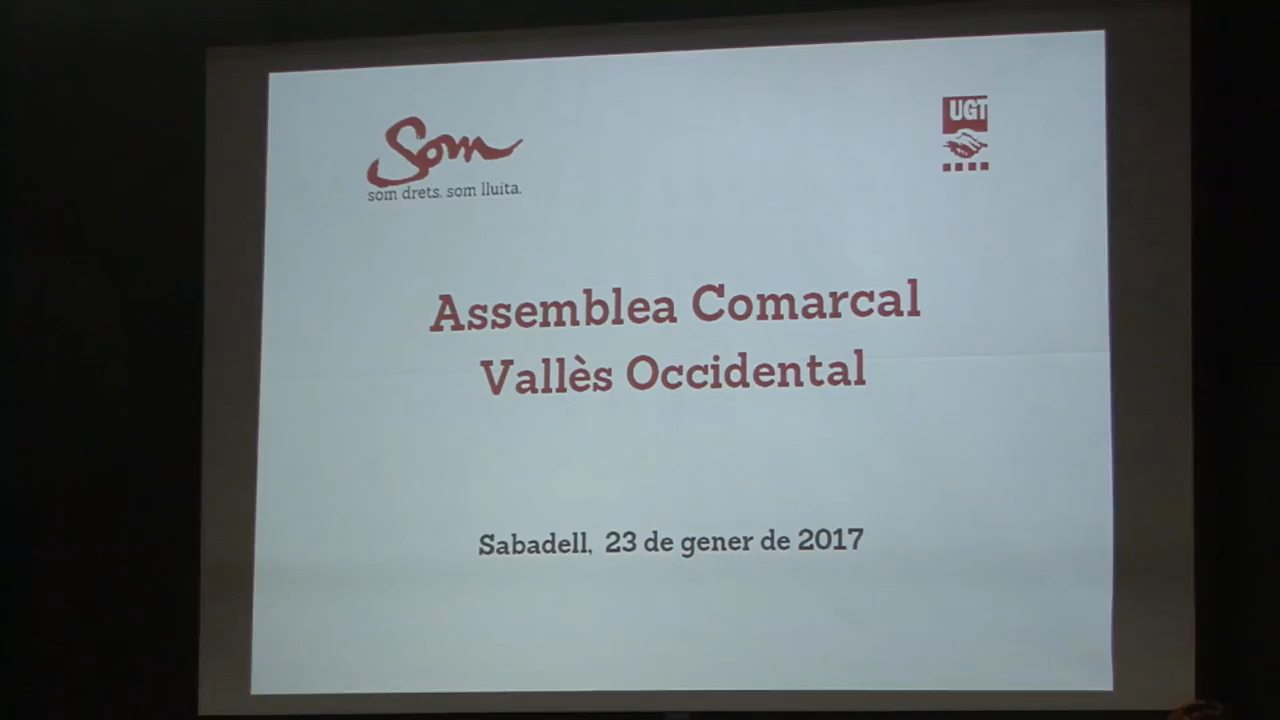 Som
som drets. som lluita.
UGT
Assemblea Comarcal
Vallès Occidental
Sabadell, 23 de gener de 2017